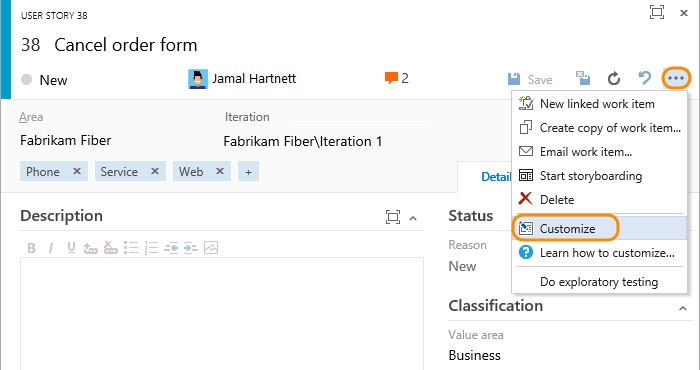 USER STORY 38
38 Cancel order form
New
Jamal Hartnett
2
Save
Area
Iteration
Fabrikam Fiber
Fabrikam Fiber\Iteration 1
Phone
Service
Web
+
Detail
New linked work item
Create copy of work item...
Email work item...
Start storyboarding
Delete
Customize
Learn how to customize...
Do exploratory testing
Description
B I U
Status
Reason
New
Classification
Value area
Business